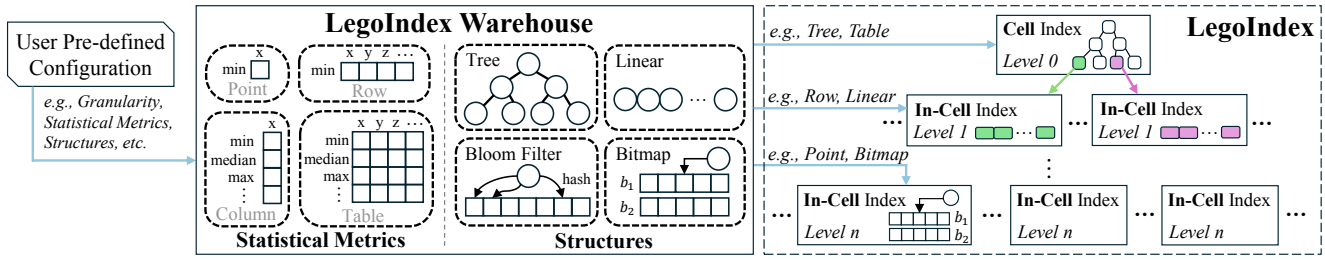 User Pre-defined
Configuration
e.g., Granularity,
Statistical Metrics,
Structures, etc.
LegoIndex Warehouse
x
min
Point
x y z ...
min
Row
x
min
median
max
⋮
Column
x y z ...
min
median
max
⋮
Table
Statistical Metrics
Tree
Linear
...
Bloom Filter
hash
Bitmap
b1
b2
Structures
LegoIndex
e.g., Tree, Table
Cell Index
Level 0
e.g., Row, Linear
...
In-Cell Index
Level 1 ...
...
In-Cell Index
Level 1 ...
...
⋮
e.g., Point, Bitmap
...
In-Cell Index
Level n
b1
b2
...
In-Cell Index
Level n
...
In-Cell Index
Level n
...